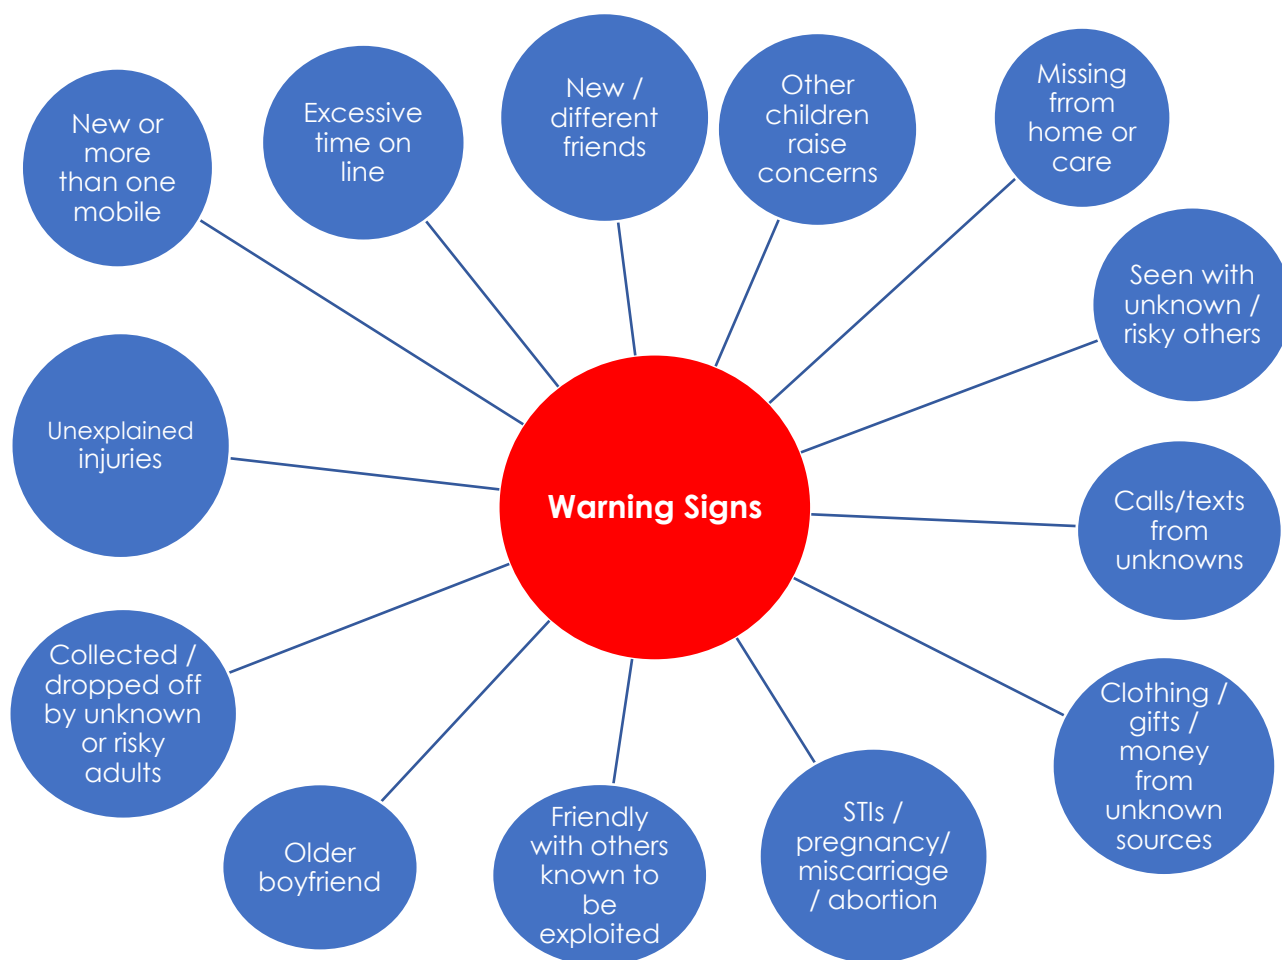 New or
more
than one
mobile
Excessive
time on
line
New /
different
friends
Other
children
raise
concerns
Missing
frrom
home or
care
Seen with
unknown /
risky others
Unexplained
injuries
Warning Signs
Calls/texts
from
unknowns
Collected /
dropped off
by unknown
or risky
adults
Clothing /
gifts /
money
from
unknown
sources
Older
boyfriend
Friendly
with others
known to
be
exploited
STIs /
pregnancy/
miscarriage
/ abortion